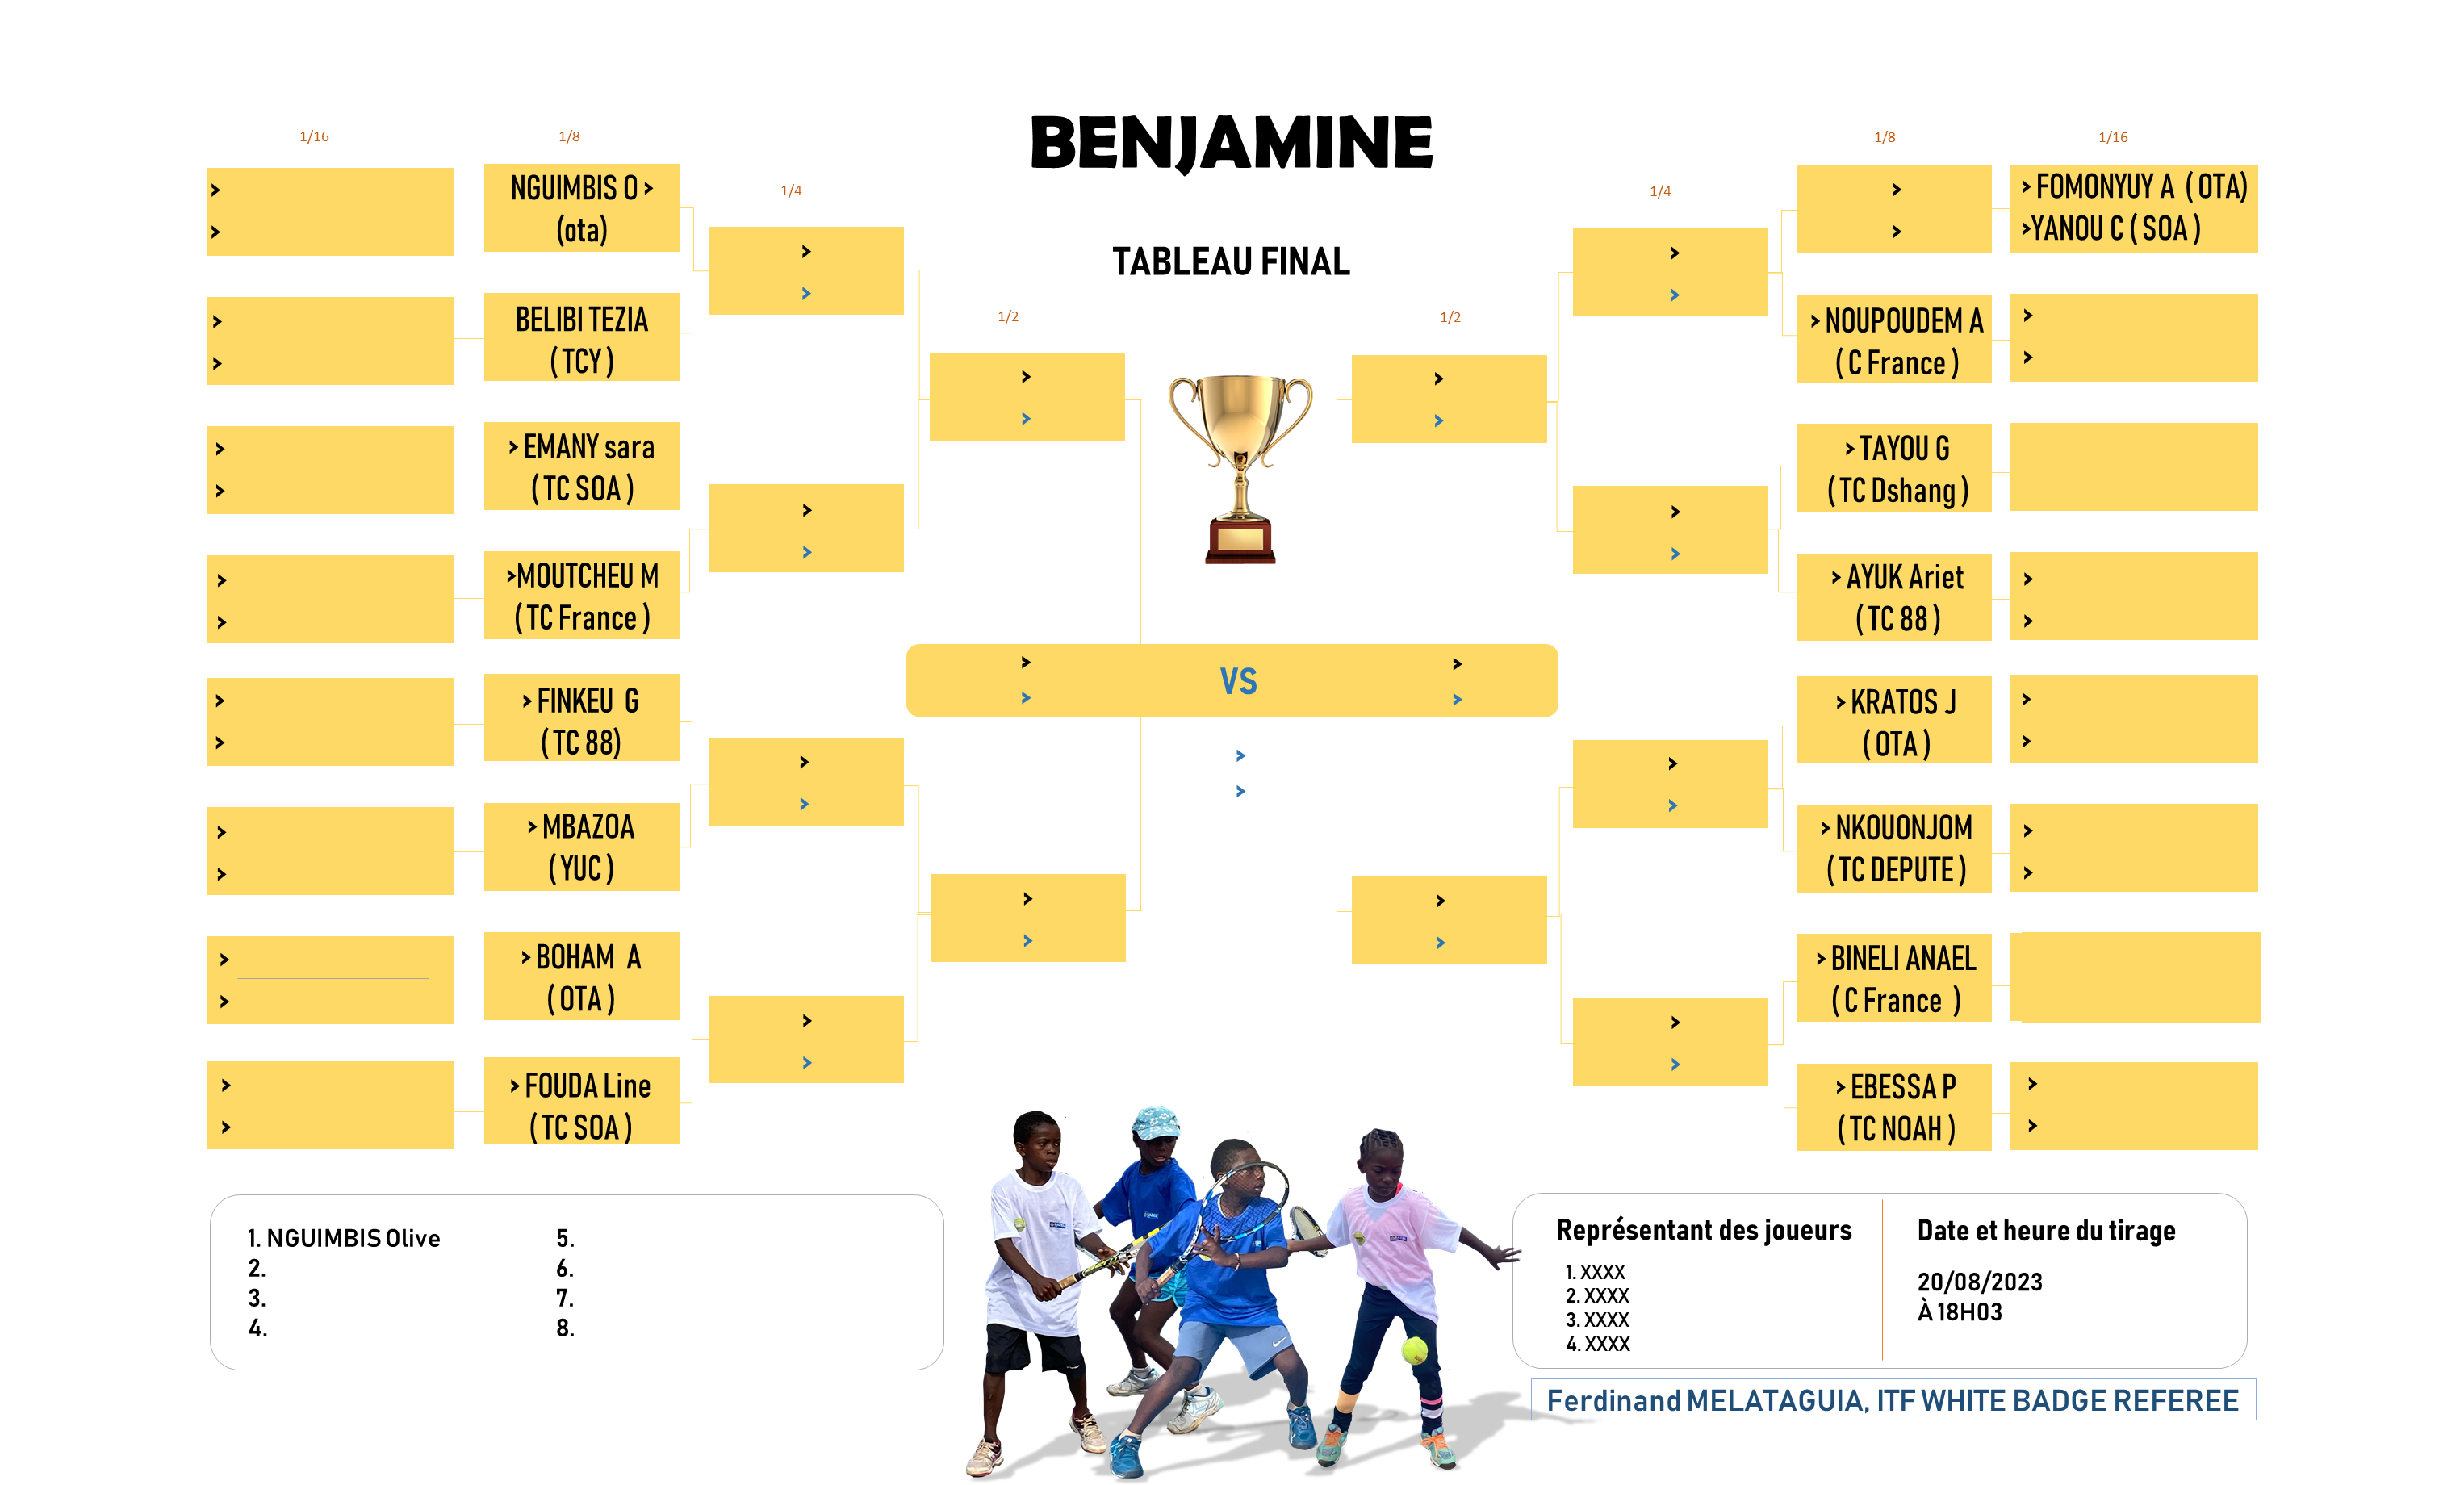 BENJAMINE
TABLEAU FINAL
1/16
1/8
1/4
1/2
1/2
1/4
1/8
1/16
NGUIMBIS O >
(ota)
BELIBI TEZIA
( TCY )
> EMANY sara
( TC SOA )
>MOUTCHEU M
( TC France )
> FINKEU G
( TC 88)
> MBAZOA
( YUC )
> BOHAM A
( OTA )
> FOUDA Line
( TC SOA )
VS
> FOMONYUY A ( OTA)
>YANOU C ( SOA )
> NOUPOUDEM A
( C France )
> TAYOU G
( TC Dshang )
> AYUK Ariet
( TC 88 )
> KRATOS J
( OTA )
> NKOUONJOM
( TC DEPUTE )
> BINELI ANAEL
( C France )
> EBESSA P
( TC NOAH )
1. NGUIMBIS Olive
2.
3.
4.
5.
6.
7.
8.
Représentant des joueurs
1. XXXX
2. XXXX
3. XXXX
4. XXXX
Date et heure du tirage
20/08/2023
À 18H03
Ferdinand MELATAGUIA, ITF WHITE BADGE REFEREE